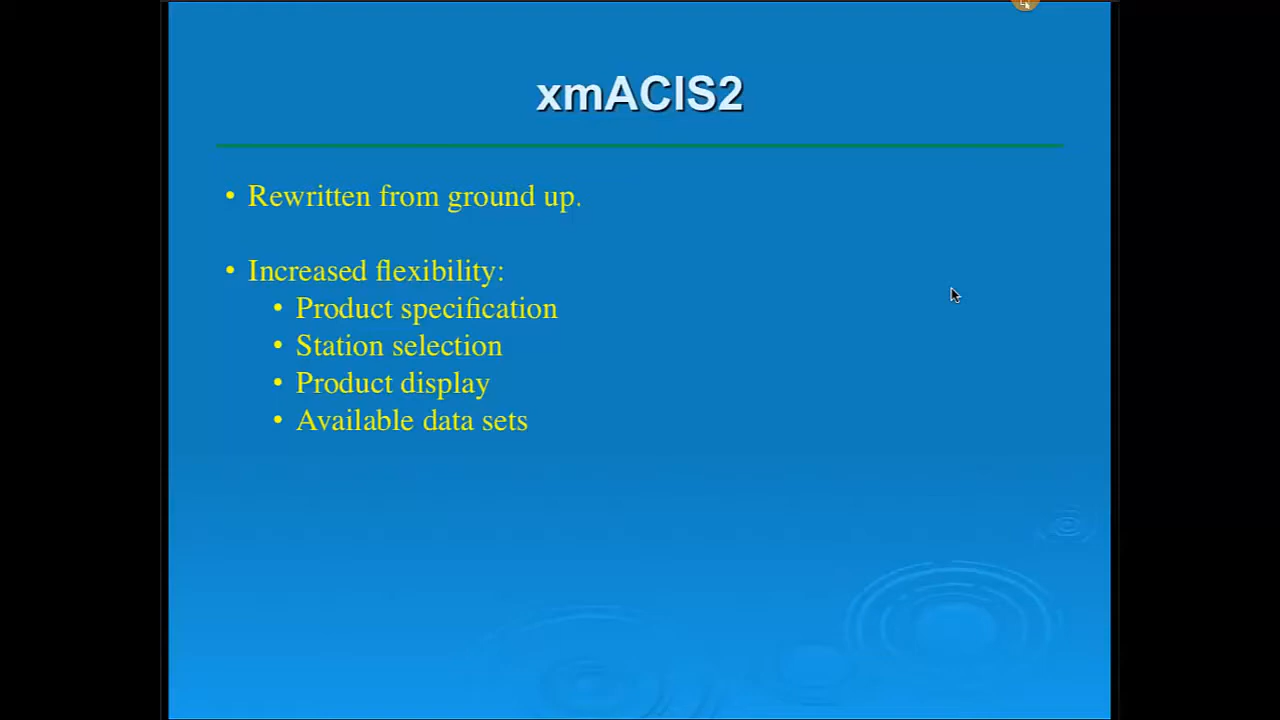 xmACIS2
• Rewritten from ground up.
• Increased flexibility:
• Product specification
• Station selection
• Product display
• Available data sets